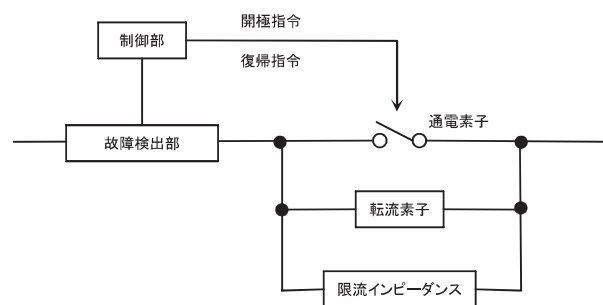 開極指令
制御部
復帰指令
通電素子
故障検出部
転流素子
限流インピーダンス